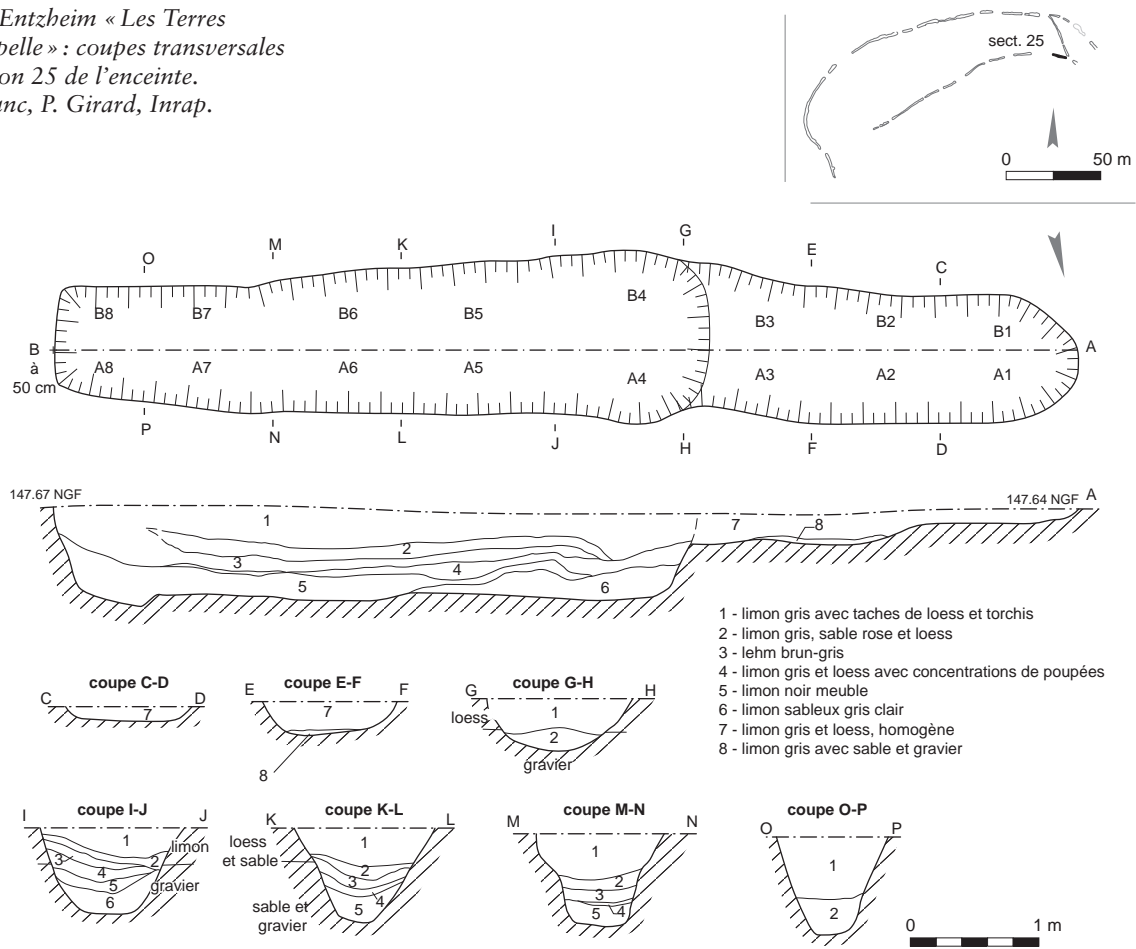 Entzheim « Les Terres
pelle » : coupes transversales
on 25 de l'enceinte.
nc, P. Girard, Inrap.
sect. 25
0 50 m
O M K I G E C
B8 B7 B6 B5 B4 B3 B2 B1
B
à
50 cm
A
A8 A7 A6 A5 A4 A3 A2 A1
P N L J H F D
147.67 NGF
147.64 NGF A
1 7 8
2
3 4
5 6
1 - limon gris avec taches de loess et torchis
2 - limon gris, sable rose et loess
3 - lehm brun-gris
4 - limon gris et loess avec concentrations de poupées
5 - limon noir meuble
6 - limon sableux gris clair
7 - limon gris et loess, homogène
8 - limon gris avec sable et gravier
coupe C-D
C D
7
coupe E-F
E F
7
8
coupe G-H
G H
loess
1
2
gravier
coupe I-J
I J
1
limon
2
3
4
gravier
5
6
coupe K-L
K L
loess
et sable
1
2
3
4
5
sable et
gravier
coupe M-N
M N
1
2
3
5 4
coupe O-P
O P
1
2
0 1 m